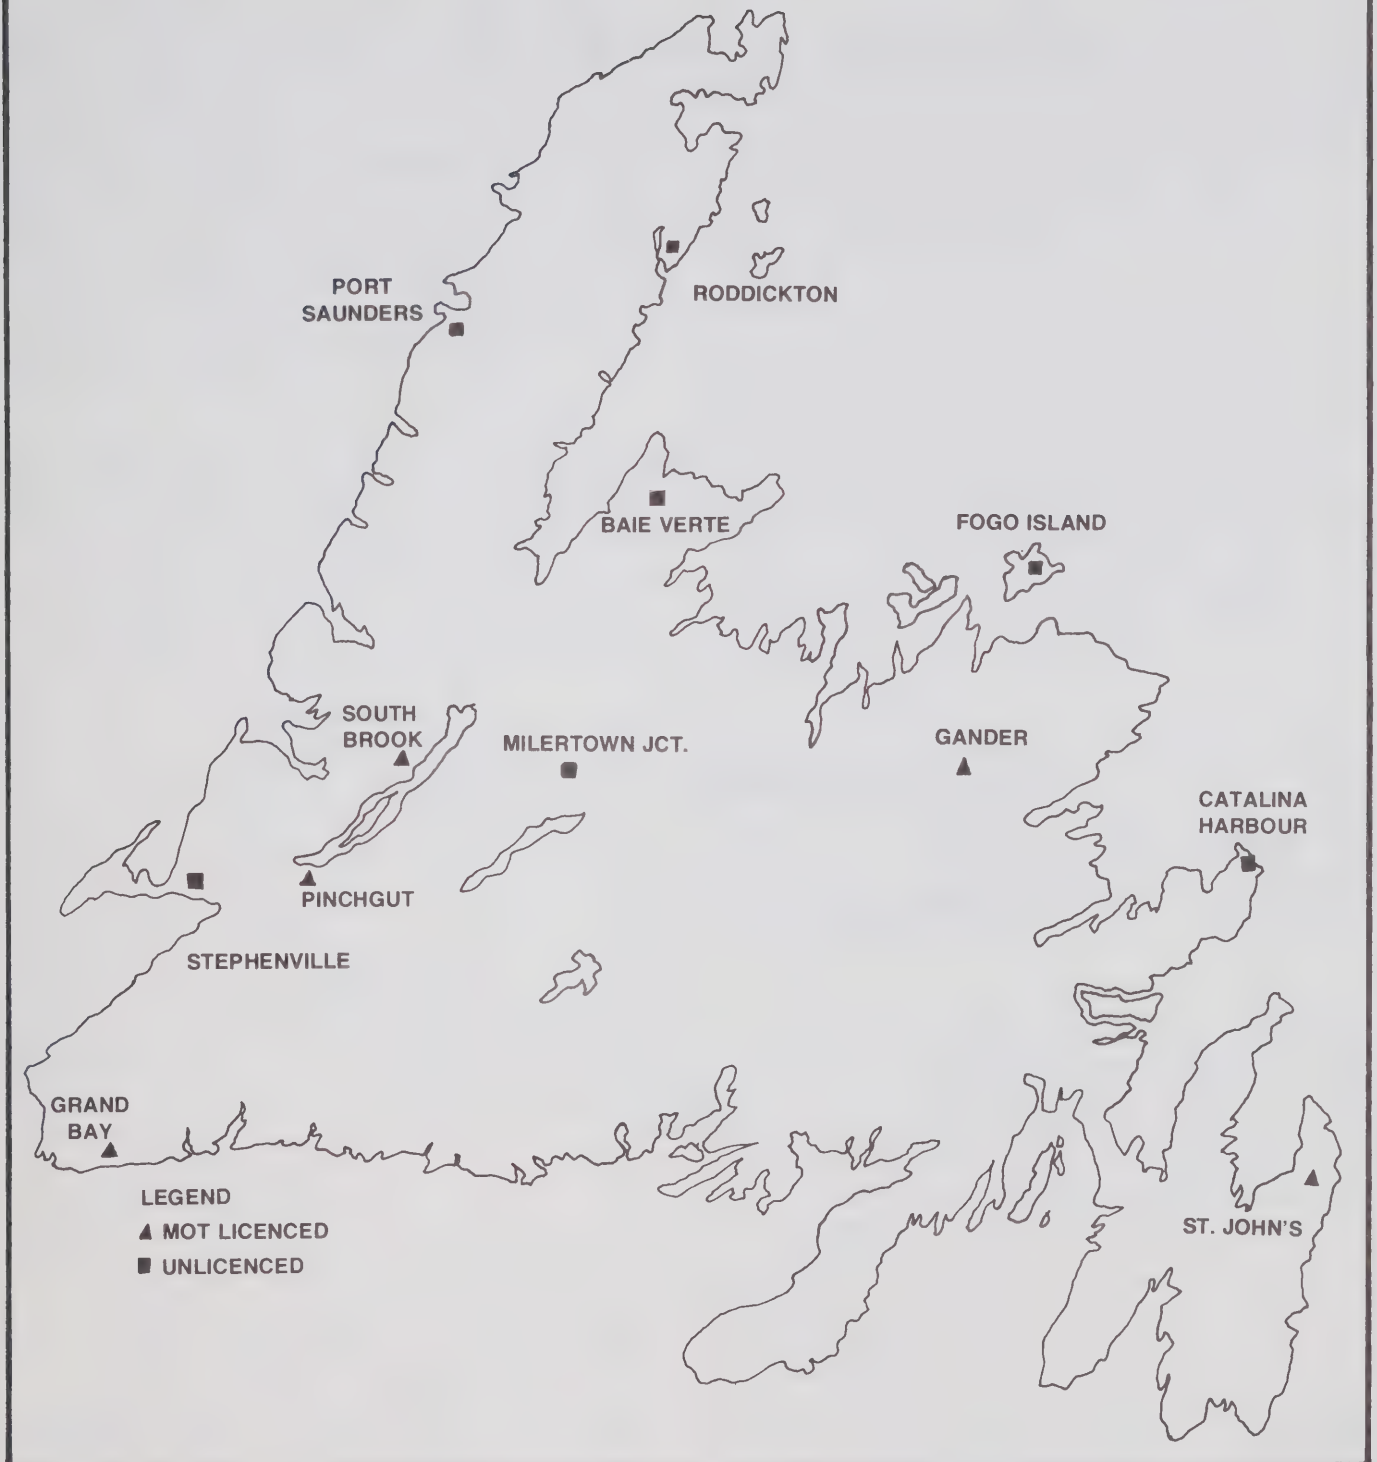 PORT
SAUNDERS
RODDICKTON
BAIE VERTE
FOGO ISLAND
SOUTH
BROOK
MILERTOWN JCT.
GANDER
CATALINA
HARBOUR
PINCHGUT
STEPHENVILLE
GRAND
BAY
LEGEND
MOT LICENCED
UNLICENCED
ST. JOHN'S